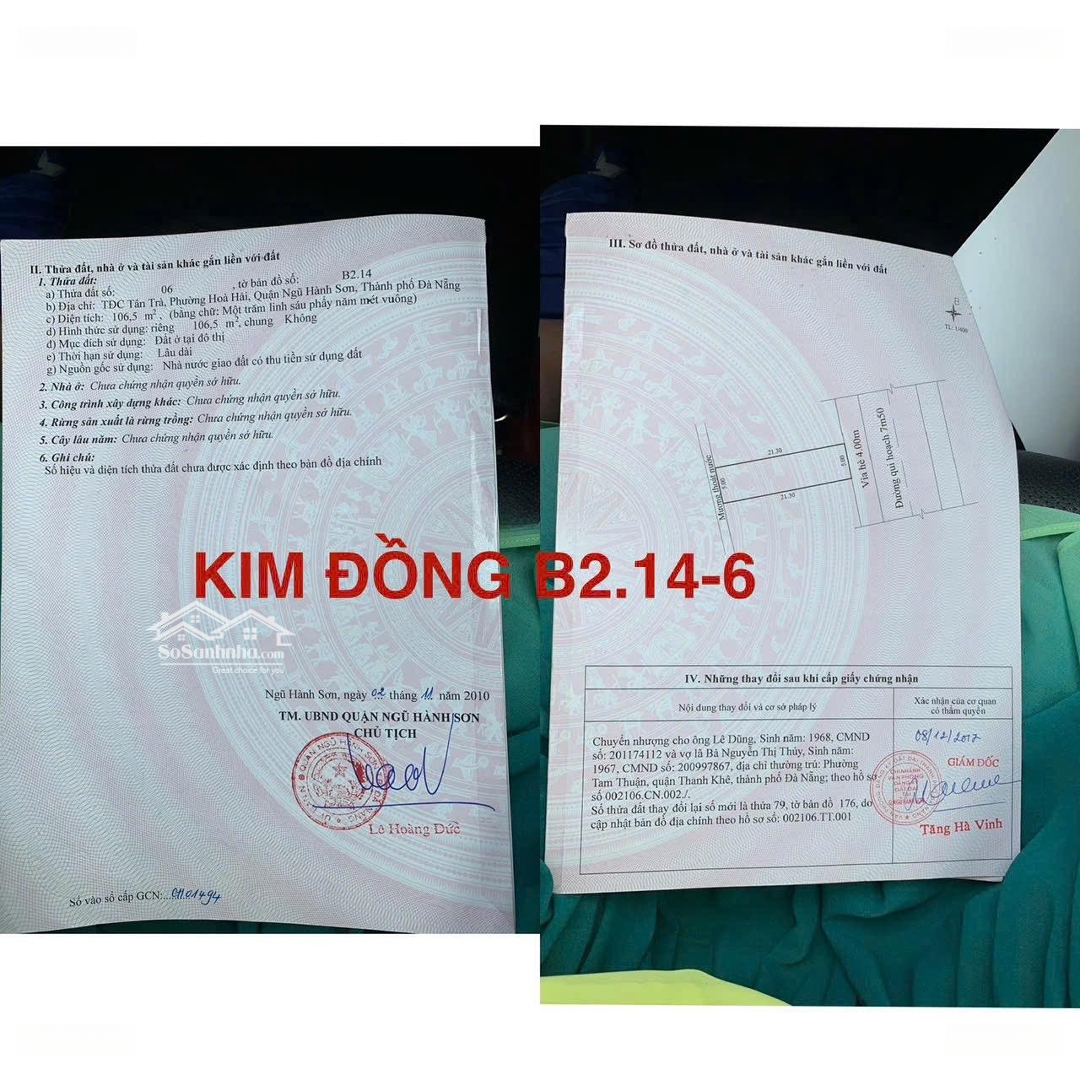 II. Thửa đất, nhà ở và tài sản khác gắn liền với đất
1. Thửa đất:
a) Thửa đất số: 06 , tờ bản đồ số: B2.14
b) Địa chỉ: TĐC Tân Trà, Phường Hoà Hải, Quận Ngũ Hành Sơn, Thành phố Đà Nẵng
c) Diện tích: 106,5 m², (bằng chữ: Một trăm linh sáu phẩy năm mét vuông)
d) Hình thức sử dụng: riêng 106,5 m², chung Không
đ) Mục đích sử dụng: Đất ở tại đô thị
e) Thời hạn sử dụng: Lâu dài
g) Nguồn gốc sử dụng: Nhà nước giao đất có thu tiền sử dụng đất
2. Nhà ở: Chưa chứng nhận quyền sở hữu.
3. Công trình xây dựng khác: Chưa chứng nhận quyền sở hữu.
4. Rừng sản xuất là rừng trồng: Chưa chứng nhận quyền sở hữu.
5. Cây lâu năm: Chưa chứng nhận quyền sở hữu.
6. Ghi chú:
Số hiệu và diện tích thửa đất chưa được xác định theo bản đồ địa chính
KIM ĐỒNG B2.14-6
SoSanhnha.com
Great choice for you
Ngũ Hành Sơn, ngày 02 tháng 11 năm 2010
TM. UBND QUẬN NGŨ HÀNH SƠN
CHỦ TỊCH
Lê Hoàng Đức
Số vào sổ cấp GCN:...CH.01494
III. Sơ đồ thửa đất, nhà ở và tài sản khác gắn liền với đất
B
TL: 1/400
Mương thoát nước
5.00
21.30
21.30
5.00
Vỉa hè 4.00m
Đường qui hoạch 7m50
IV. Những thay đổi sau khi cấp giấy chứng nhận
Nội dung thay đổi và cơ sở pháp lý
Xác nhận của cơ quan
có thẩm quyền
Chuyển nhượng cho ông Lê Dũng, Sinh năm: 1968, CMND
số: 201174112 và vợ là Bà Nguyễn Thị Thủy, Sinh năm:
1967, CMND số: 200997867, địa chỉ thường trú: Phường
Tam Thuận, quận Thanh Khê, thành phố Đà Nẵng; theo hồ sơ
số 002106.CN.002./.
Số thửa đất thay đổi lại số mới là thửa 79, tờ bản đồ 176, do
cập nhật bản đồ địa chính theo hồ sơ số: 002106.TT.001
08/12/2017
GIÁM ĐỐC
Tăng Hà Vinh